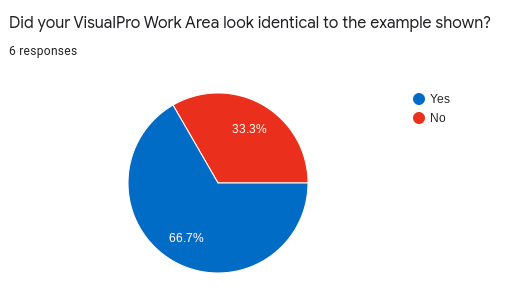 Did your VisualPro Work Area look identical to the example shown?
6 responses
Yes
No
33.3%
66.7%